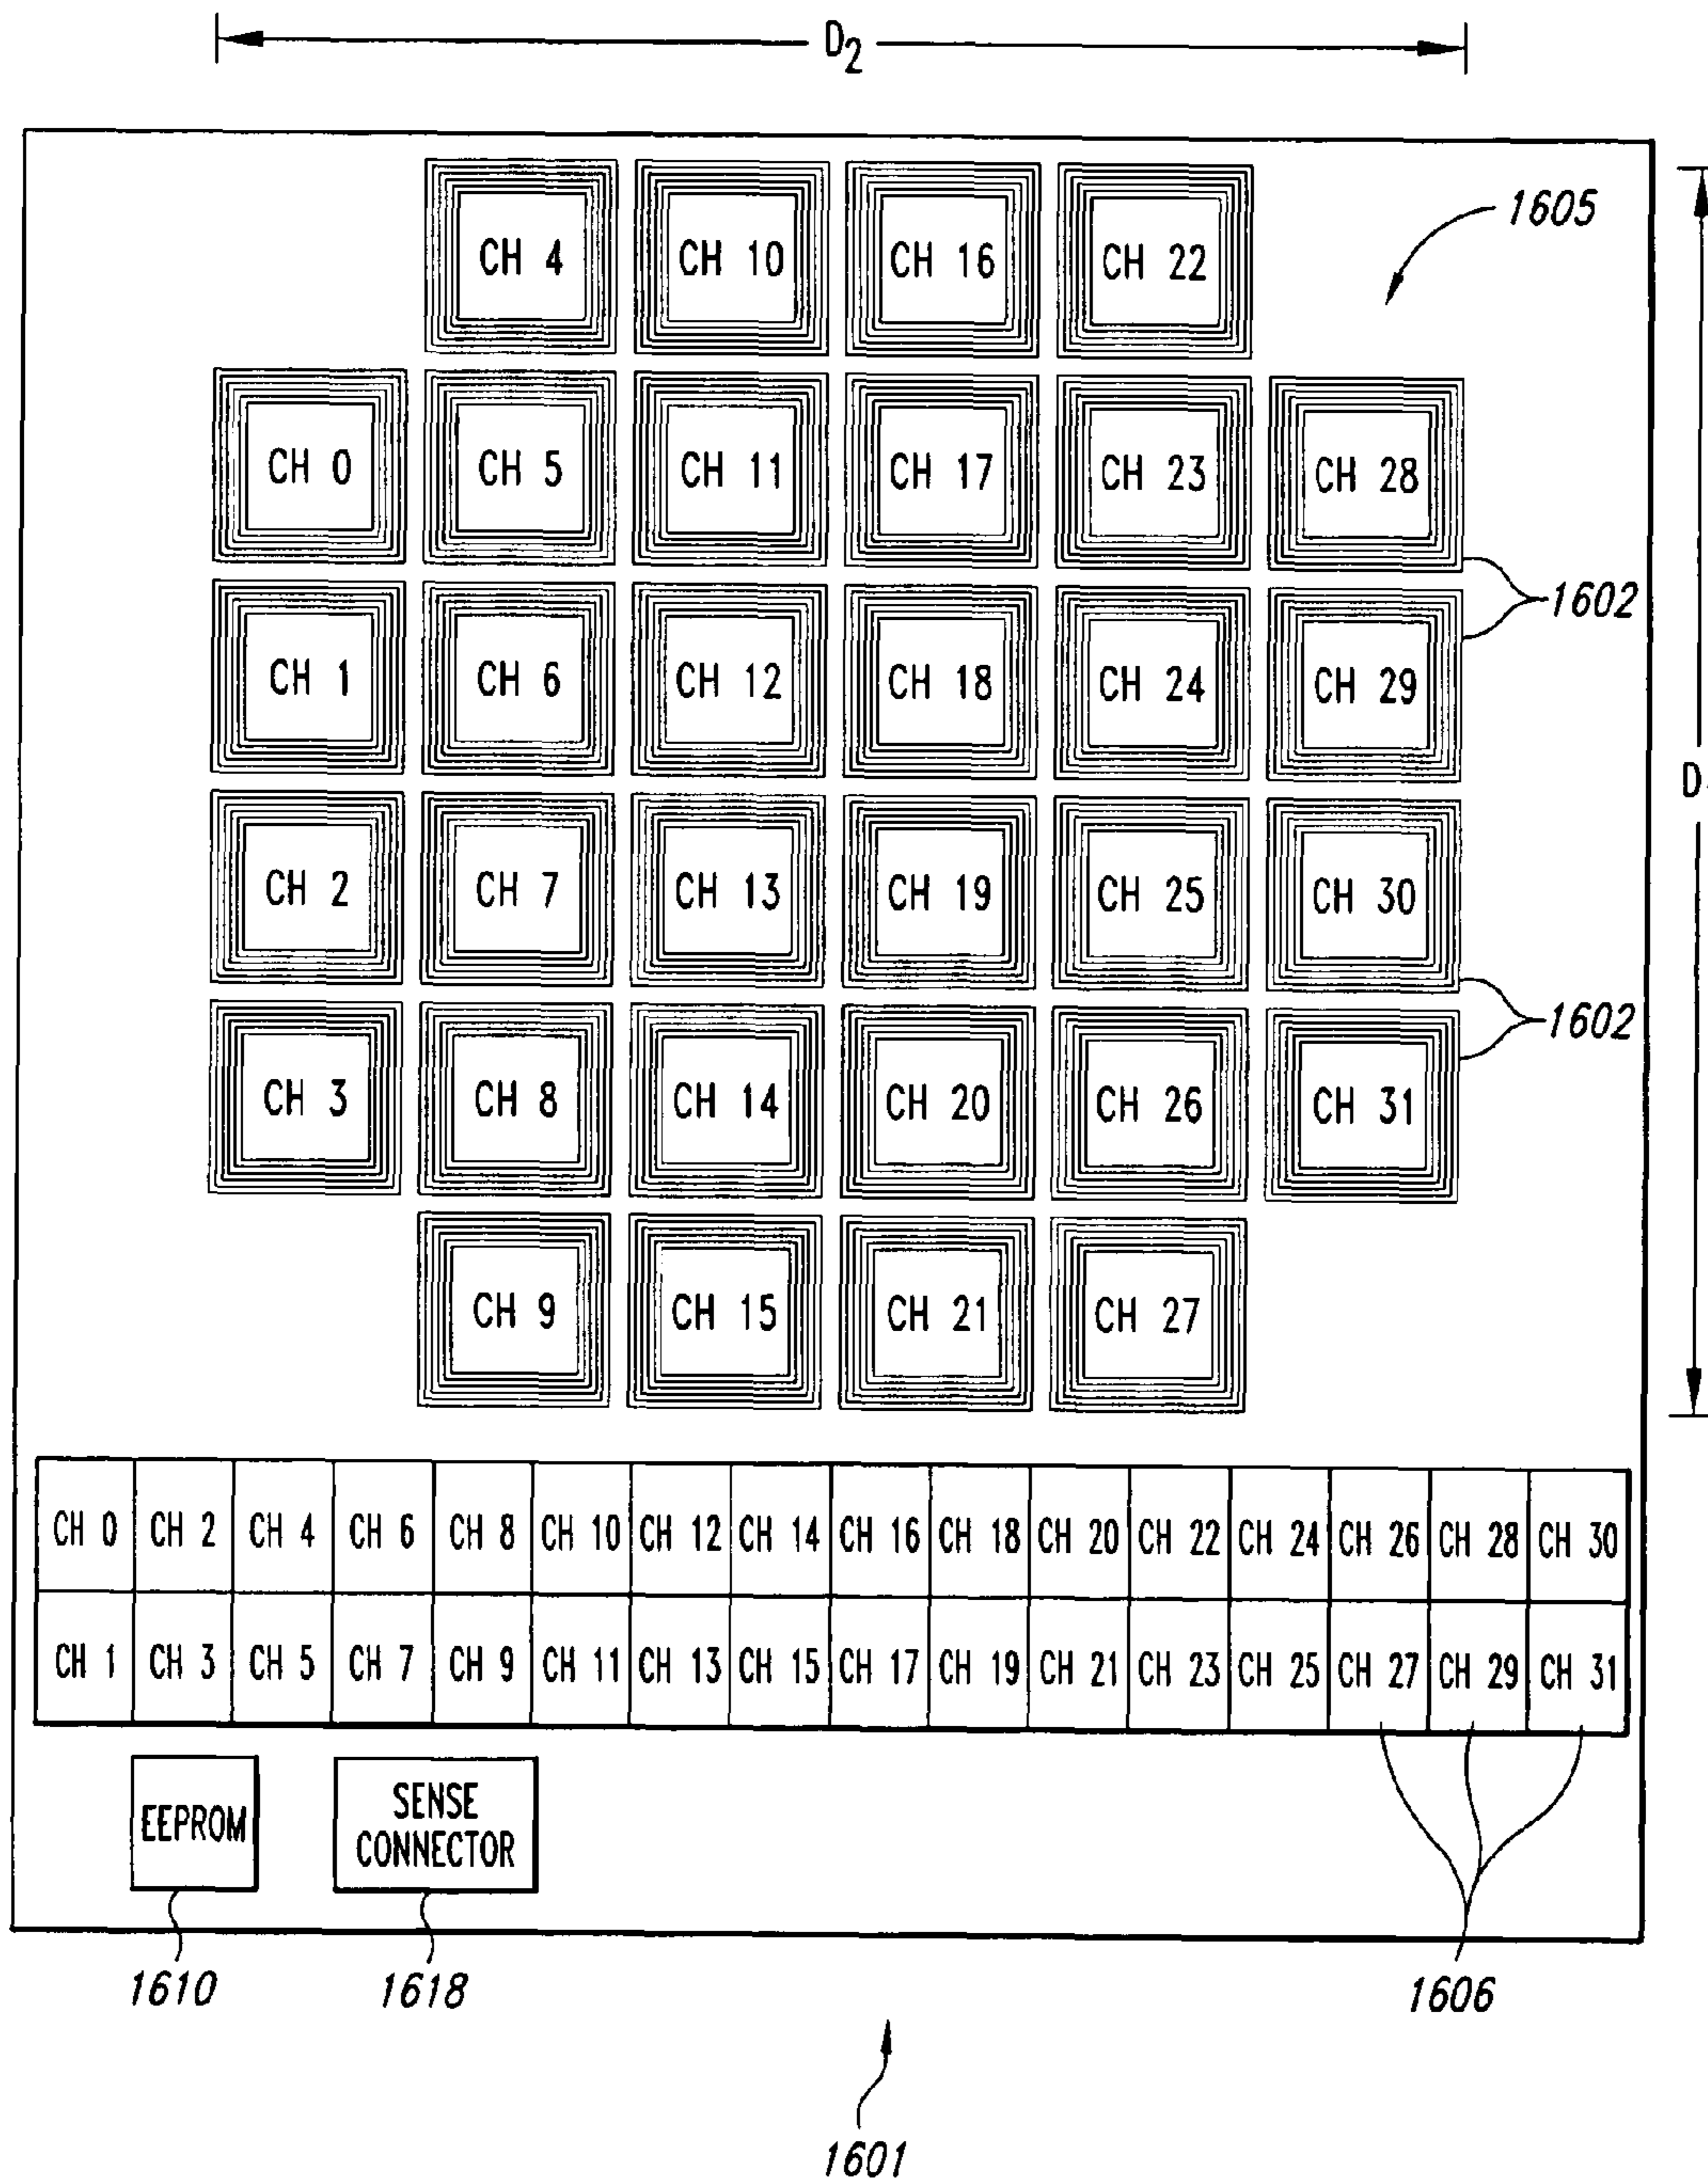 D2
1605
CH 4 CH 10 CH 16 CH 22
CH 0 CH 5 CH 11 CH 17 CH 23 CH 28
1602
CH 1 CH 6 CH 12 CH 18 CH 24 CH 29
D
CH 2 CH 7 CH 13 CH 19 CH 25 CH 30
1602
CH 3 CH 8 CH 14 CH 20 CH 26 CH 31
CH 9 CH 15 CH 21 CH 27
CH 0 CH 2 CH 4 CH 6 CH 8 CH 10 CH 12 CH 14 CH 16 CH 18 CH 20 CH 22 CH 24 CH 26 CH 28 CH 30
CH 1 CH 3 CH 5 CH 7 CH 9 CH 11 CH 13 CH 15 CH 17 CH 19 CH 21 CH 23 CH 25 CH 27 CH 29 CH 31
EEPROM
SENSE
CONNECTOR
1610
1618
1606
1601